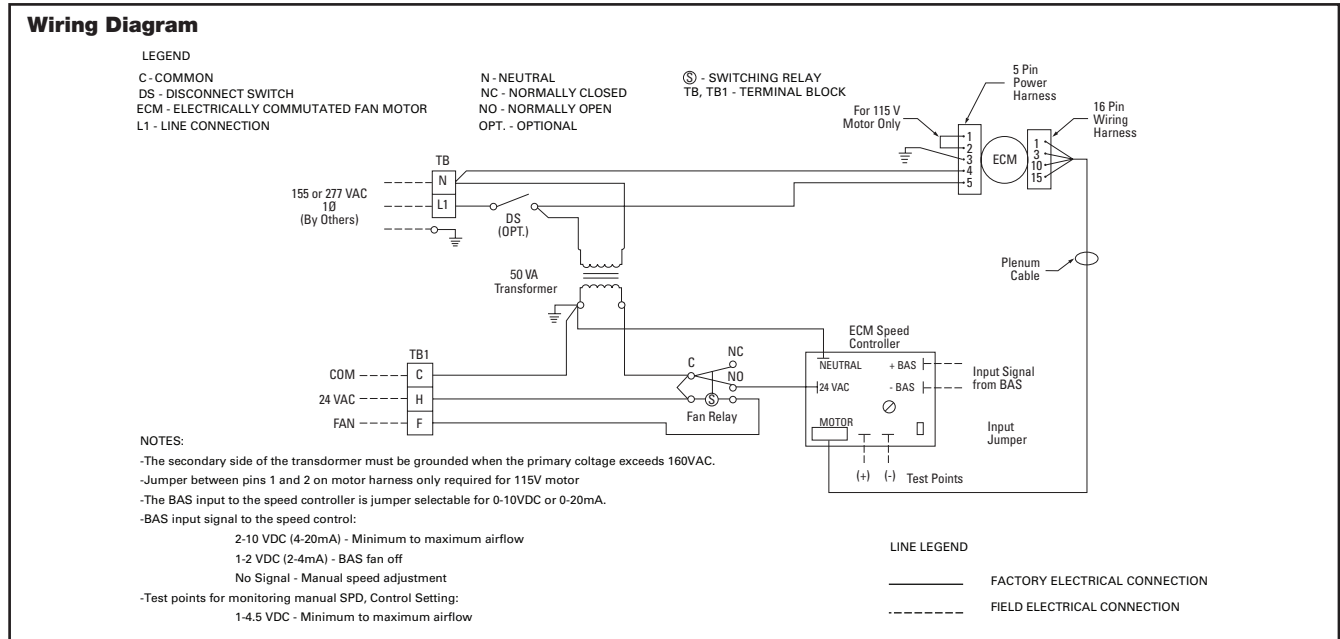 Wiring Diagram
LEGEND
C - COMMON
DS - DISCONNECT SWITCH
ECM - ELECTRICALLY COMMUTATED FAN MOTOR
L1 - LINE CONNECTION
N - NEUTRAL
NC - NORMALLY CLOSED
NO - NORMALLY OPEN
OPT. - OPTIONAL
Ⓢ - SWITCHING RELAY
TB, TB1 - TERMINAL BLOCK
5 Pin
Power
Harness
For 115 V
Motor Only
16 Pin
Wiring
Harness
1
2
3
4
5
ECM
1
3
10
15
TB
N
L1
155 or 277 VAC
1Ø
(By Others)
DS
(OPT.)
50 VA
Transformer
Plenum
Cable
ECM Speed
Controller
NEUTRAL
24 VAC
+ BAS
- BAS
Input Signal
from BAS
MOTOR
Input
Jumper
(+)
(-)
Test Points
TB1
COM
C
24 VAC
H
FAN
F
C
NC
NO
S
Fan Relay
NOTES:
-The secondary side of the transdormer must be grounded when the primary coltage exceeds 160VAC.
-Jumper between pins 1 and 2 on motor harness only required for 115V motor
-The BAS input to the speed controller is jumper selectable for 0-10VDC or 0-20mA.
-BAS input signal to the speed control:
2-10 VDC (4-20mA) - Minimum to maximum airflow
1-2 VDC (2-4mA) - BAS fan off
No Signal - Manual speed adjustment
-Test points for monitoring manual SPD, Control Setting:
1-4.5 VDC - Minimum to maximum airflow
LINE LEGEND
FACTORY ELECTRICAL CONNECTION
FIELD ELECTRICAL CONNECTION